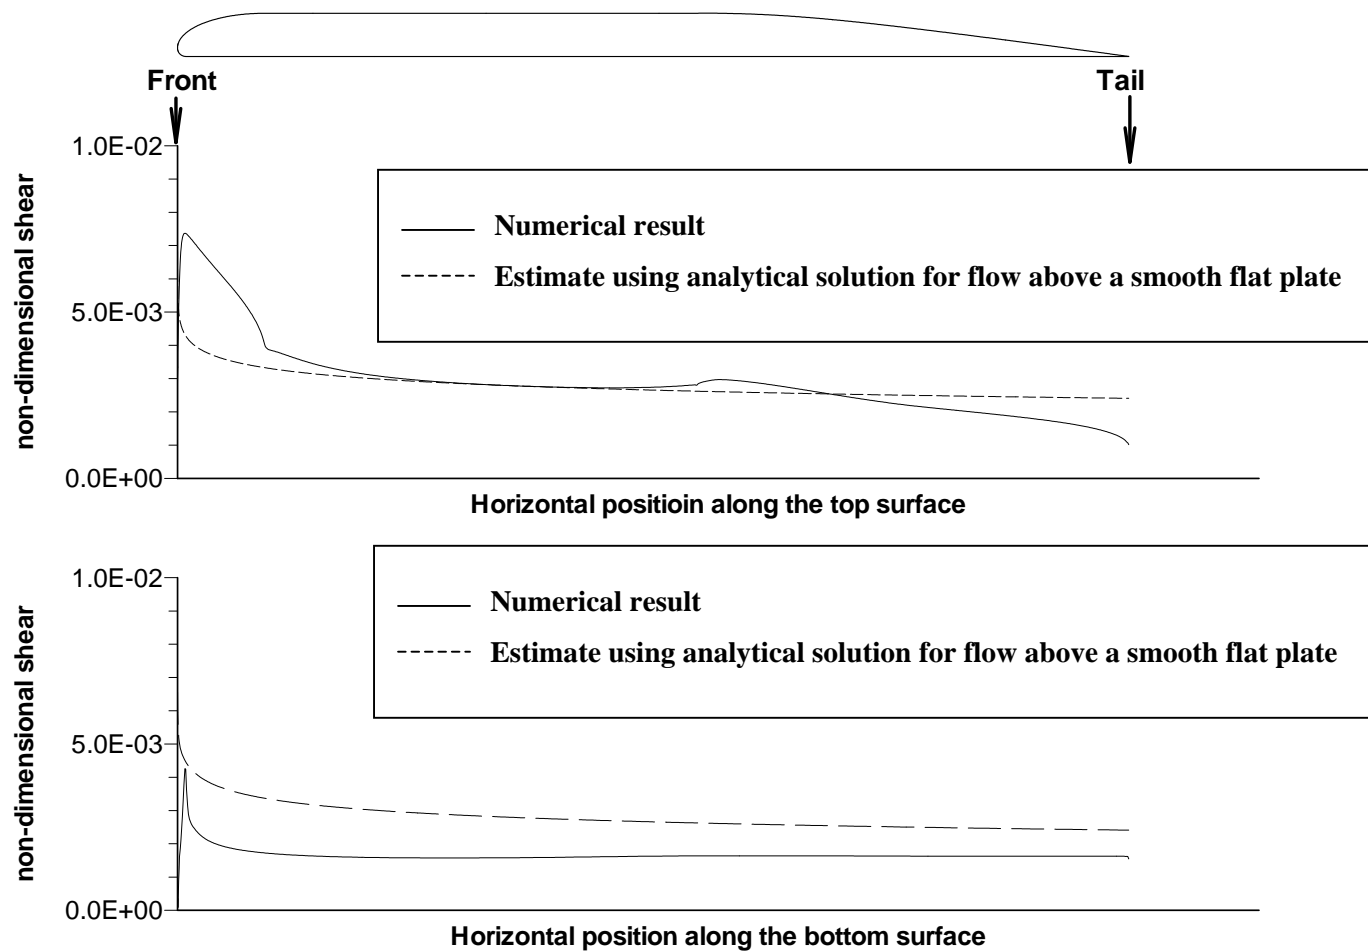 Front
Tail
1.0E-02
5.0E-03
0.0E+00
non-dimensional shear
Numerical result
Estimate using analytical solution for flow above a smooth flat plate
Horizontal positioin along the top surface
1.0E-02
5.0E-03
0.0E+00
non-dimensional shear
Numerical result
Estimate using analytical solution for flow above a smooth flat plate
Horizontal position along the bottom surface